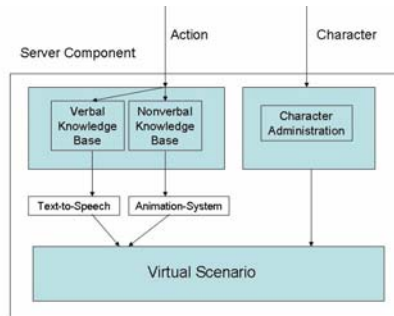 Action
Character
Server Component
Verbal
Knowledge
Base
Nonverbal
Knowledge
Base
Character
Administration
Text-to-Speech
Animation-System
Virtual Scenario